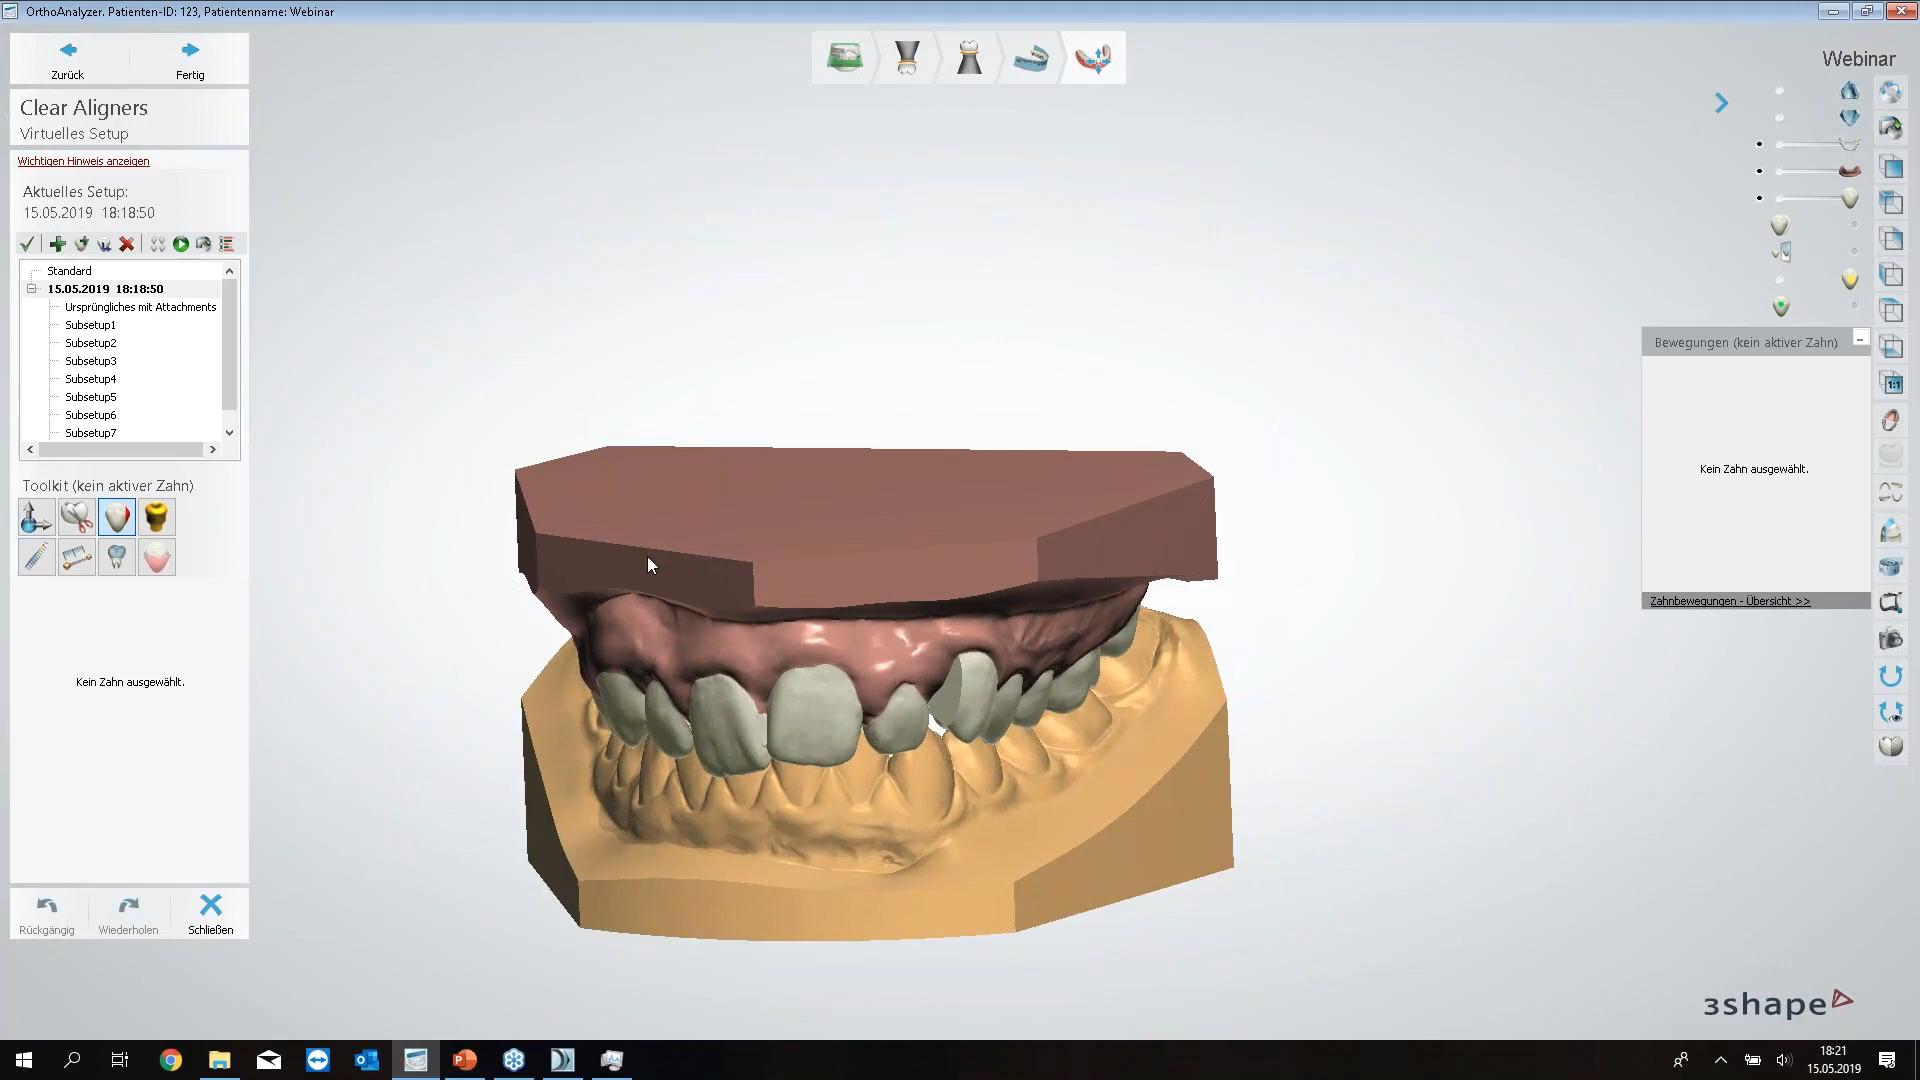 OrthoAnalyzer. Patienten-ID: 123, Patientenname: Webinar
Zurück
Fertig
Clear Aligners
Virtuelles Setup
Wichtigen Hinweis anzeigen
Aktuelles Setup:
15.05.2019 18:18:50
Standard
15.05.2019 18:18:50
Ursprüngliches mit Attachments
Subsetup1
Subsetup2
Subsetup3
Subsetup4
Subsetup5
Subsetup6
Subsetup7
Toolkit (kein aktiver Zahn)
Kein Zahn ausgewählt.
Rückgängig
Wiederholen
Schließen
Webinar
Bewegungen (kein aktiver Zahn)
1:1
Kein Zahn ausgewählt.
Zahnbewegungen - Übersicht >>
3shape
18:21
15.05.2019